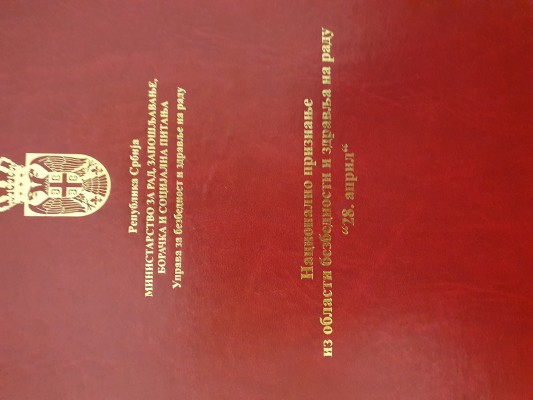 Република Србија
МИНИСТАРСТВО ЗА РАД, ЗАПОШЉАВАЊЕ,
БОРАЧКА И СОЦИЈАЛНА ПИТАЊА
Управа за безбедност и здравље на раду
Национално признање
из области безбедности и здравља на раду
“28. април“